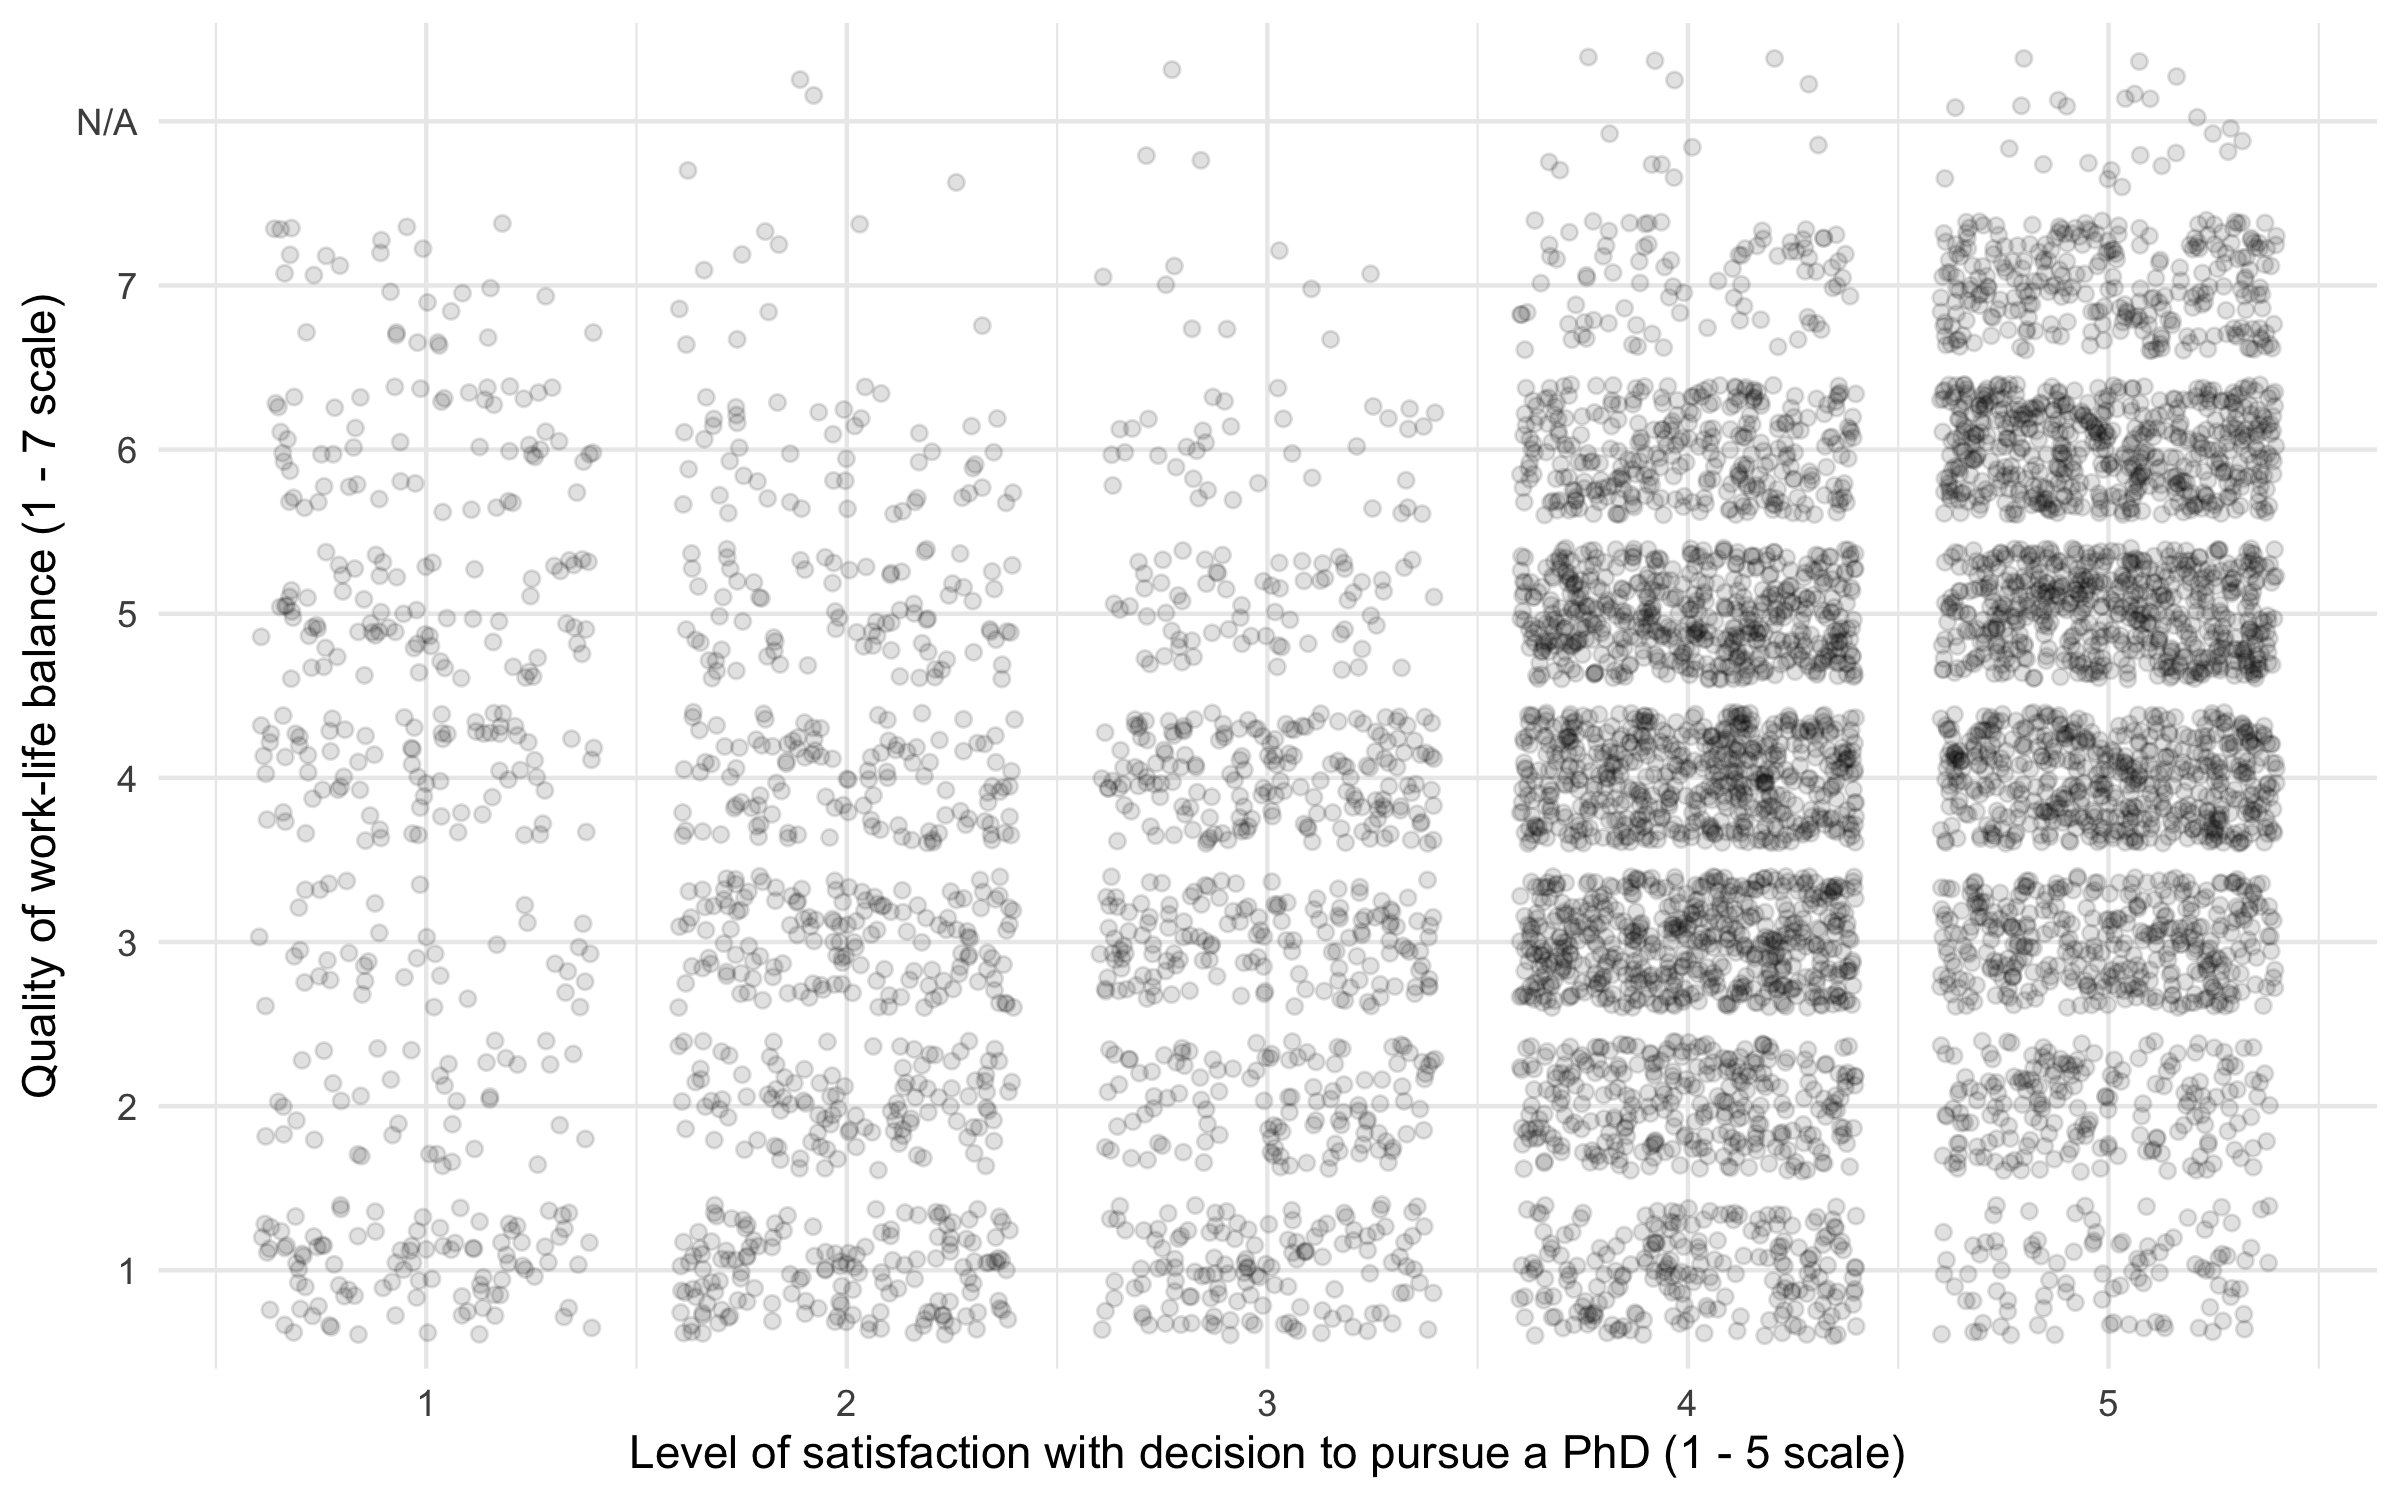 Quality of work-life balance (1 - 7 scale)
N/A
7
6
5
4
3
2
1
1 2 3 4 5
Level of satisfaction with decision to pursue a PhD (1 - 5 scale)